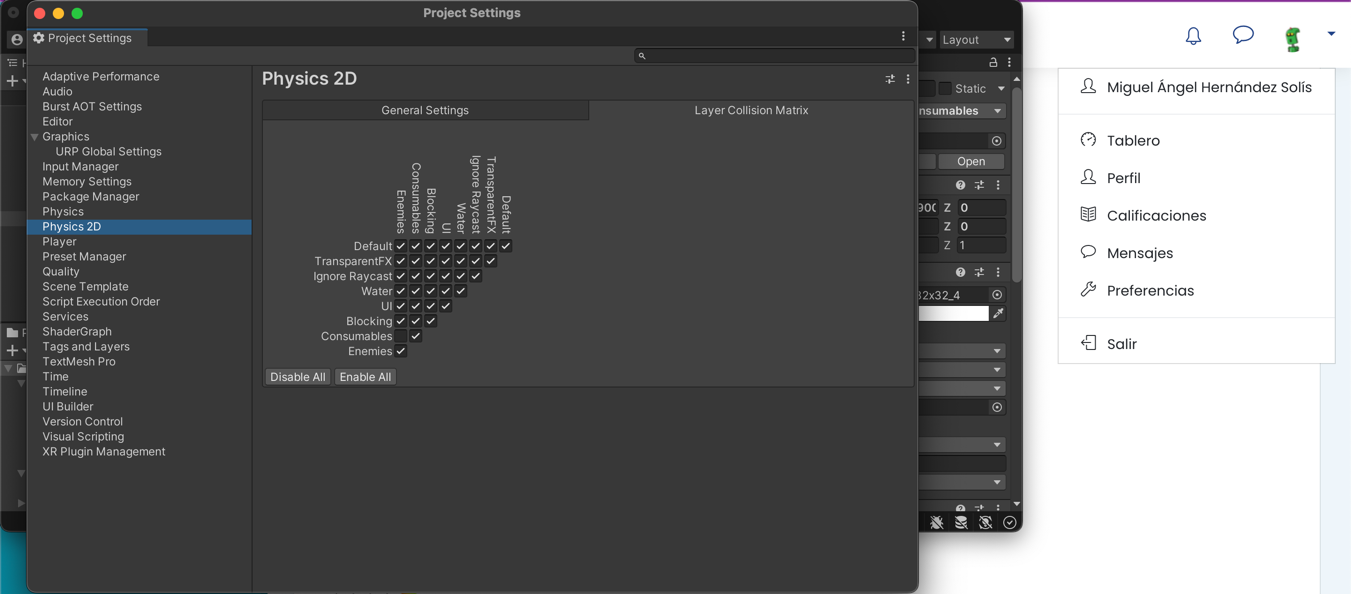 Project Settings
Project Settings
Layout
Adaptive Performance
Audio
Burst AOT Settings
Editor
Graphics
URP Global Settings
Input Manager
Memory Settings
Package Manager
Physics
Physics 2D
Player
Preset Manager
Quality
Scene Template
Script Execution Order
Services
ShaderGraph
Tags and Layers
TextMesh Pro
Time
Timeline
UI Builder
Version Control
Visual Scripting
XR Plugin Management
Physics 2D
General Settings
Layer Collision Matrix
Enemies
Consumables
Blocking
UI
Water
Ignore Raycast
TransparentFX
Default
Default
TransparentFX
Ignore Raycast
Water
UI
Blocking
Consumables
Enemies
Disable All
Enable All
Static
nsumables
Open
Z 0
Z 0
Z 1
32x32_4
Miguel Ángel Hernández Solís
Tablero
Perfil
Calificaciones
Mensajes
Preferencias
Salir